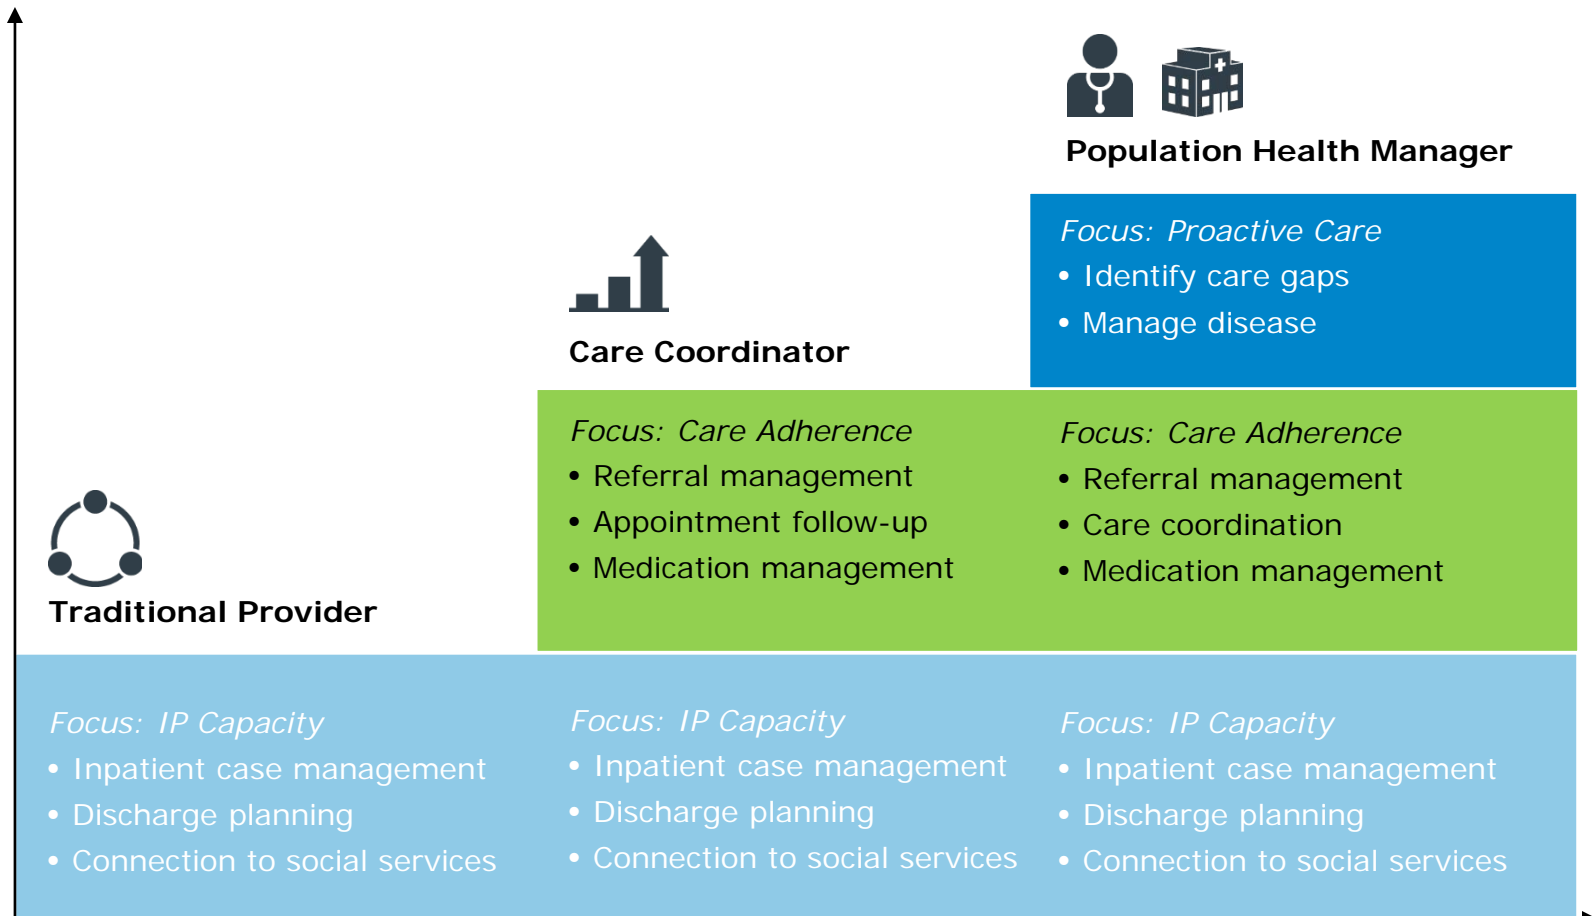 Population Health Manager
Focus: Proactive Care
• Identify care gaps
• Manage disease
Care Coordinator
Focus: Care Adherence
• Referral management
• Appointment follow-up
• Medication management
Focus: Care Adherence
• Referral management
• Care coordination
• Medication management
Traditional Provider
Focus: IP Capacity
• Inpatient case management
• Discharge planning
• Connection to social services
Focus: IP Capacity
• Inpatient case management
• Discharge planning
• Connection to social services
Focus: IP Capacity
• Inpatient case management
• Discharge planning
• Connection to social services